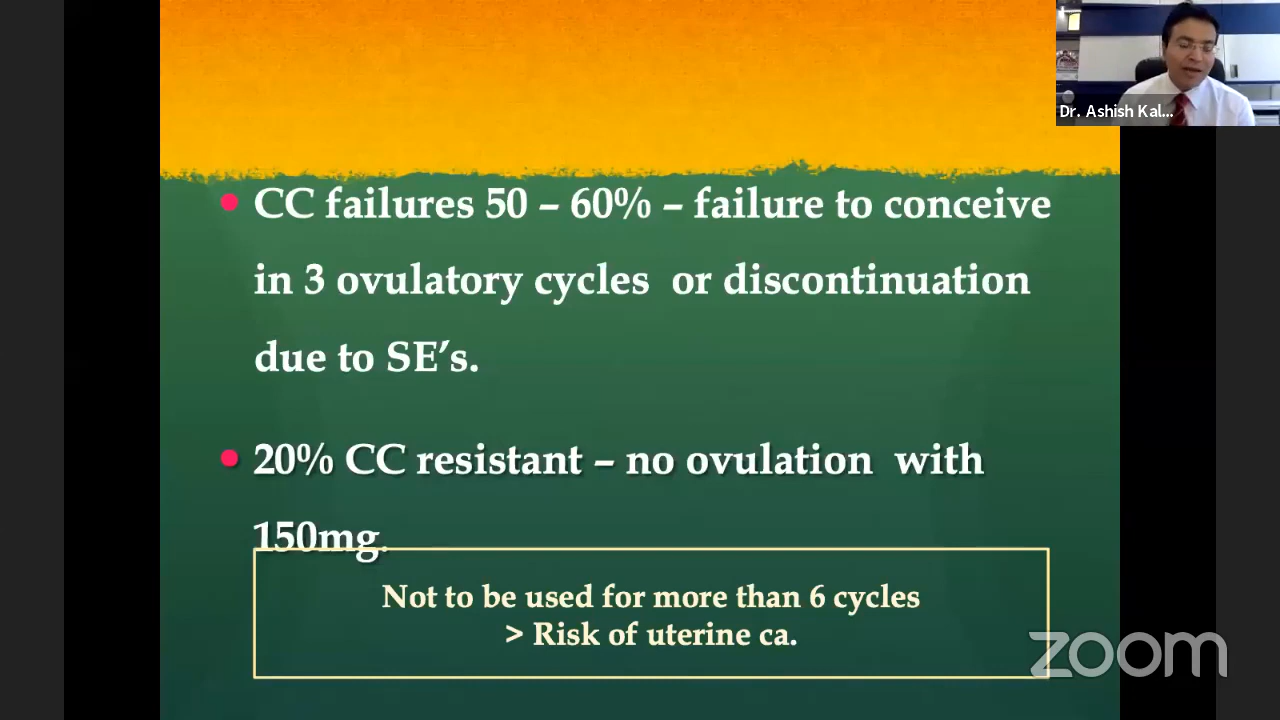 Dr. Ashish Kal...
CC failures 50 – 60% – failure to conceive
in 3 ovulatory cycles or discontinuation
due to SE’s.
20% CC resistant – no ovulation with
150mg.
Not to be used for more than 6 cycles
> Risk of uterine ca.
zoom